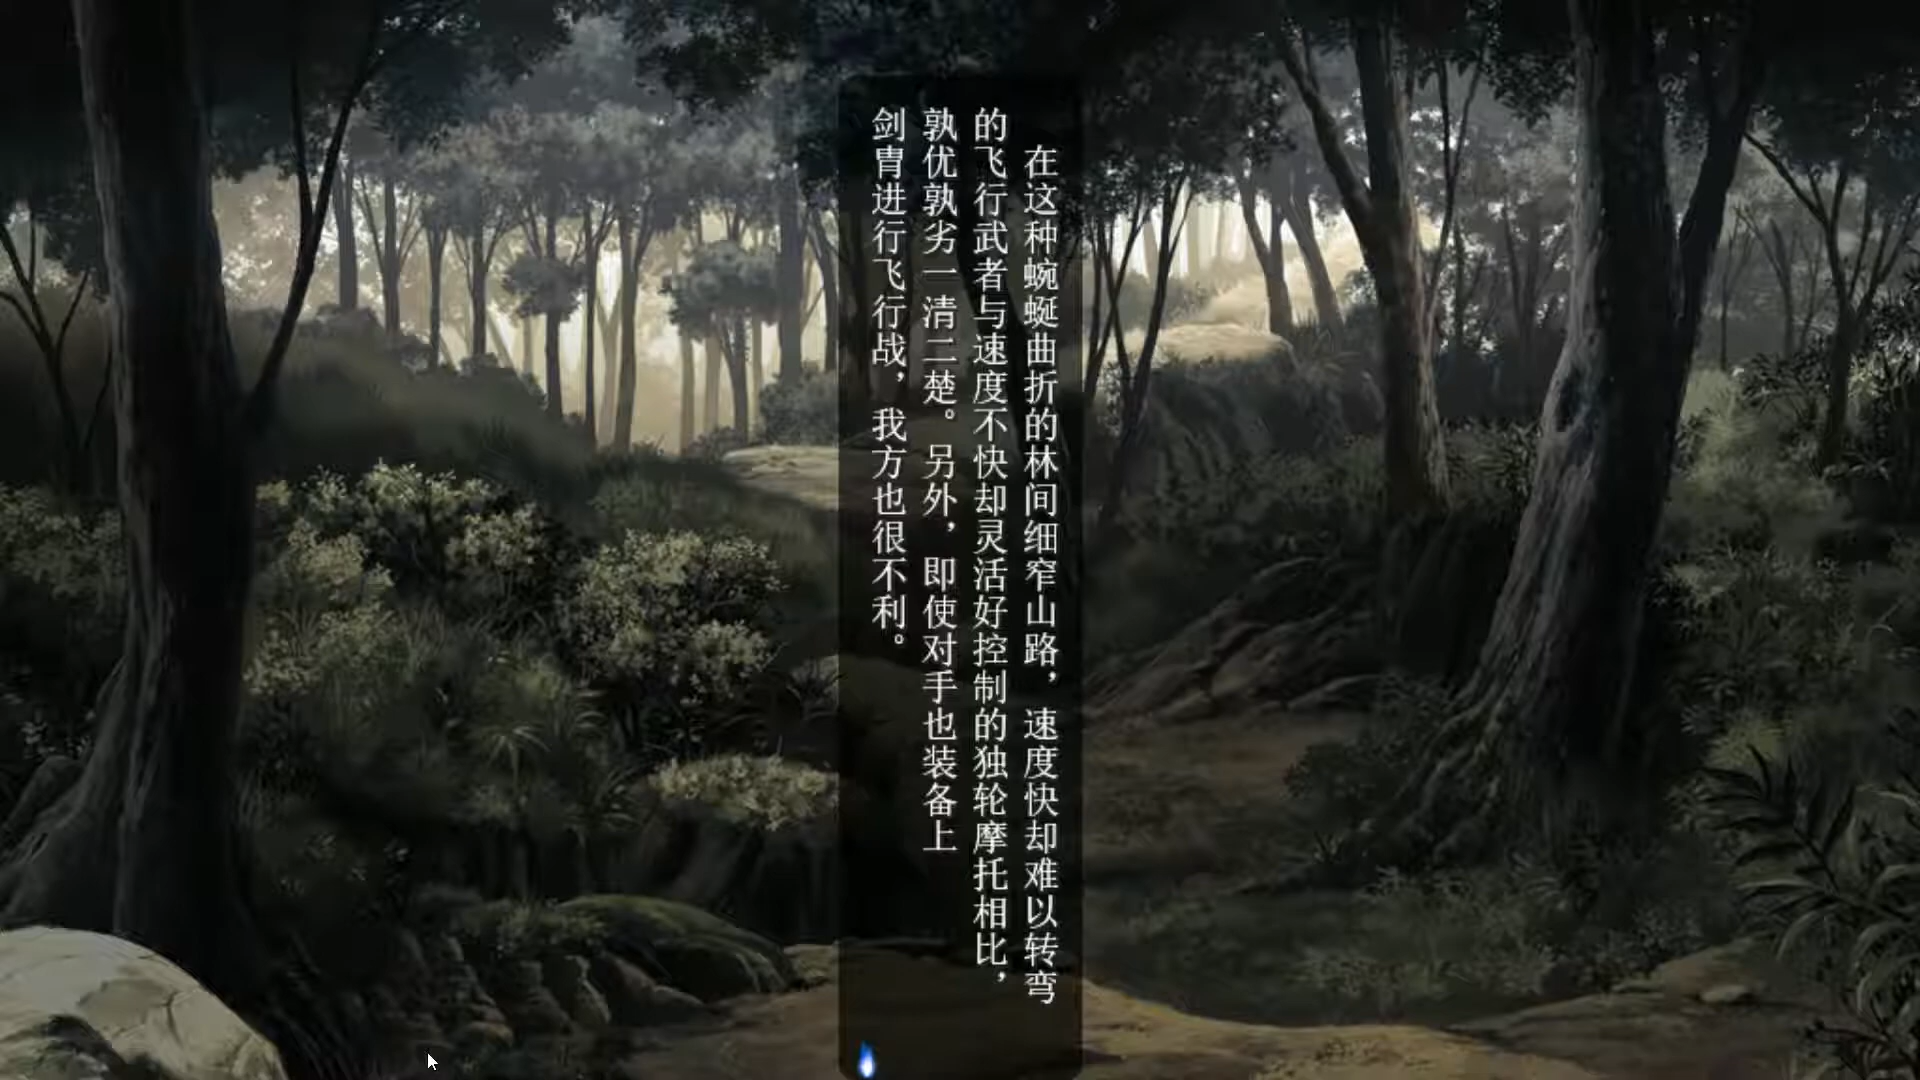 在这种蜿蜒曲折的林间细窄山路，速度快却难以转弯
的飞行武者与速度不快却灵活好控制的独轮摩托相比，
孰优孰劣一清二楚。另外，即使对手也装备上
剑冑进行飞行战，我方也很不利。